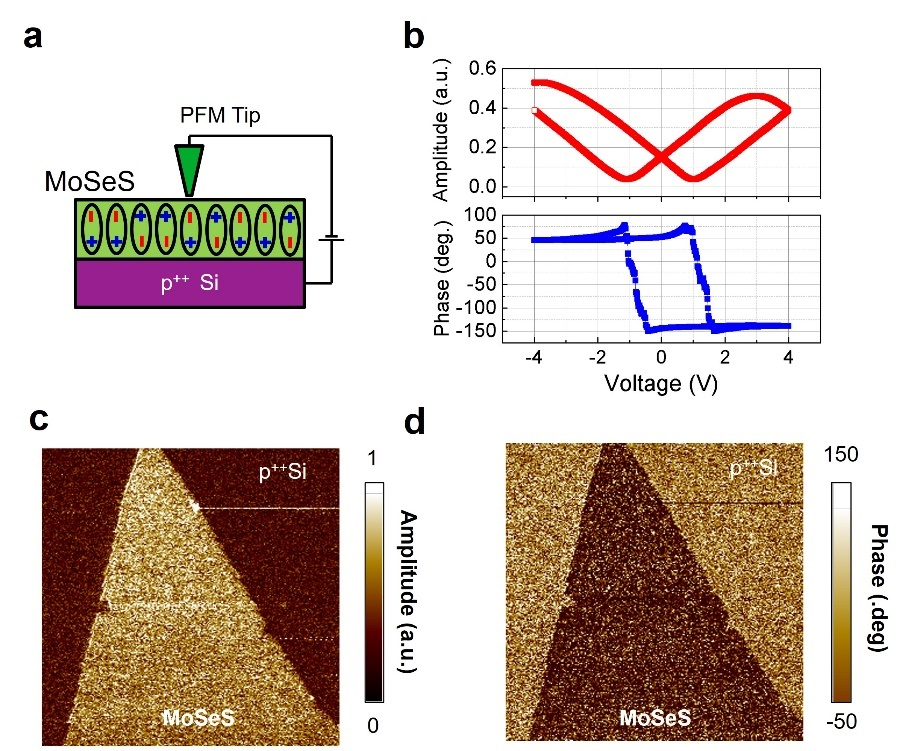 a
PFM Tip
MoSeS
p++ Si
b
Amplitude (a.u.)
0.6
0.4
0.2
0.0
Phase (deg.)
100
50
0
-50
-100
-150
-4
-2
0
2
4
Voltage (V)
c
p++Si
MoSeS
1
Amplitude (a.u.)
0
d
p++Si
MoSeS
150
Phase (.deg)
-50